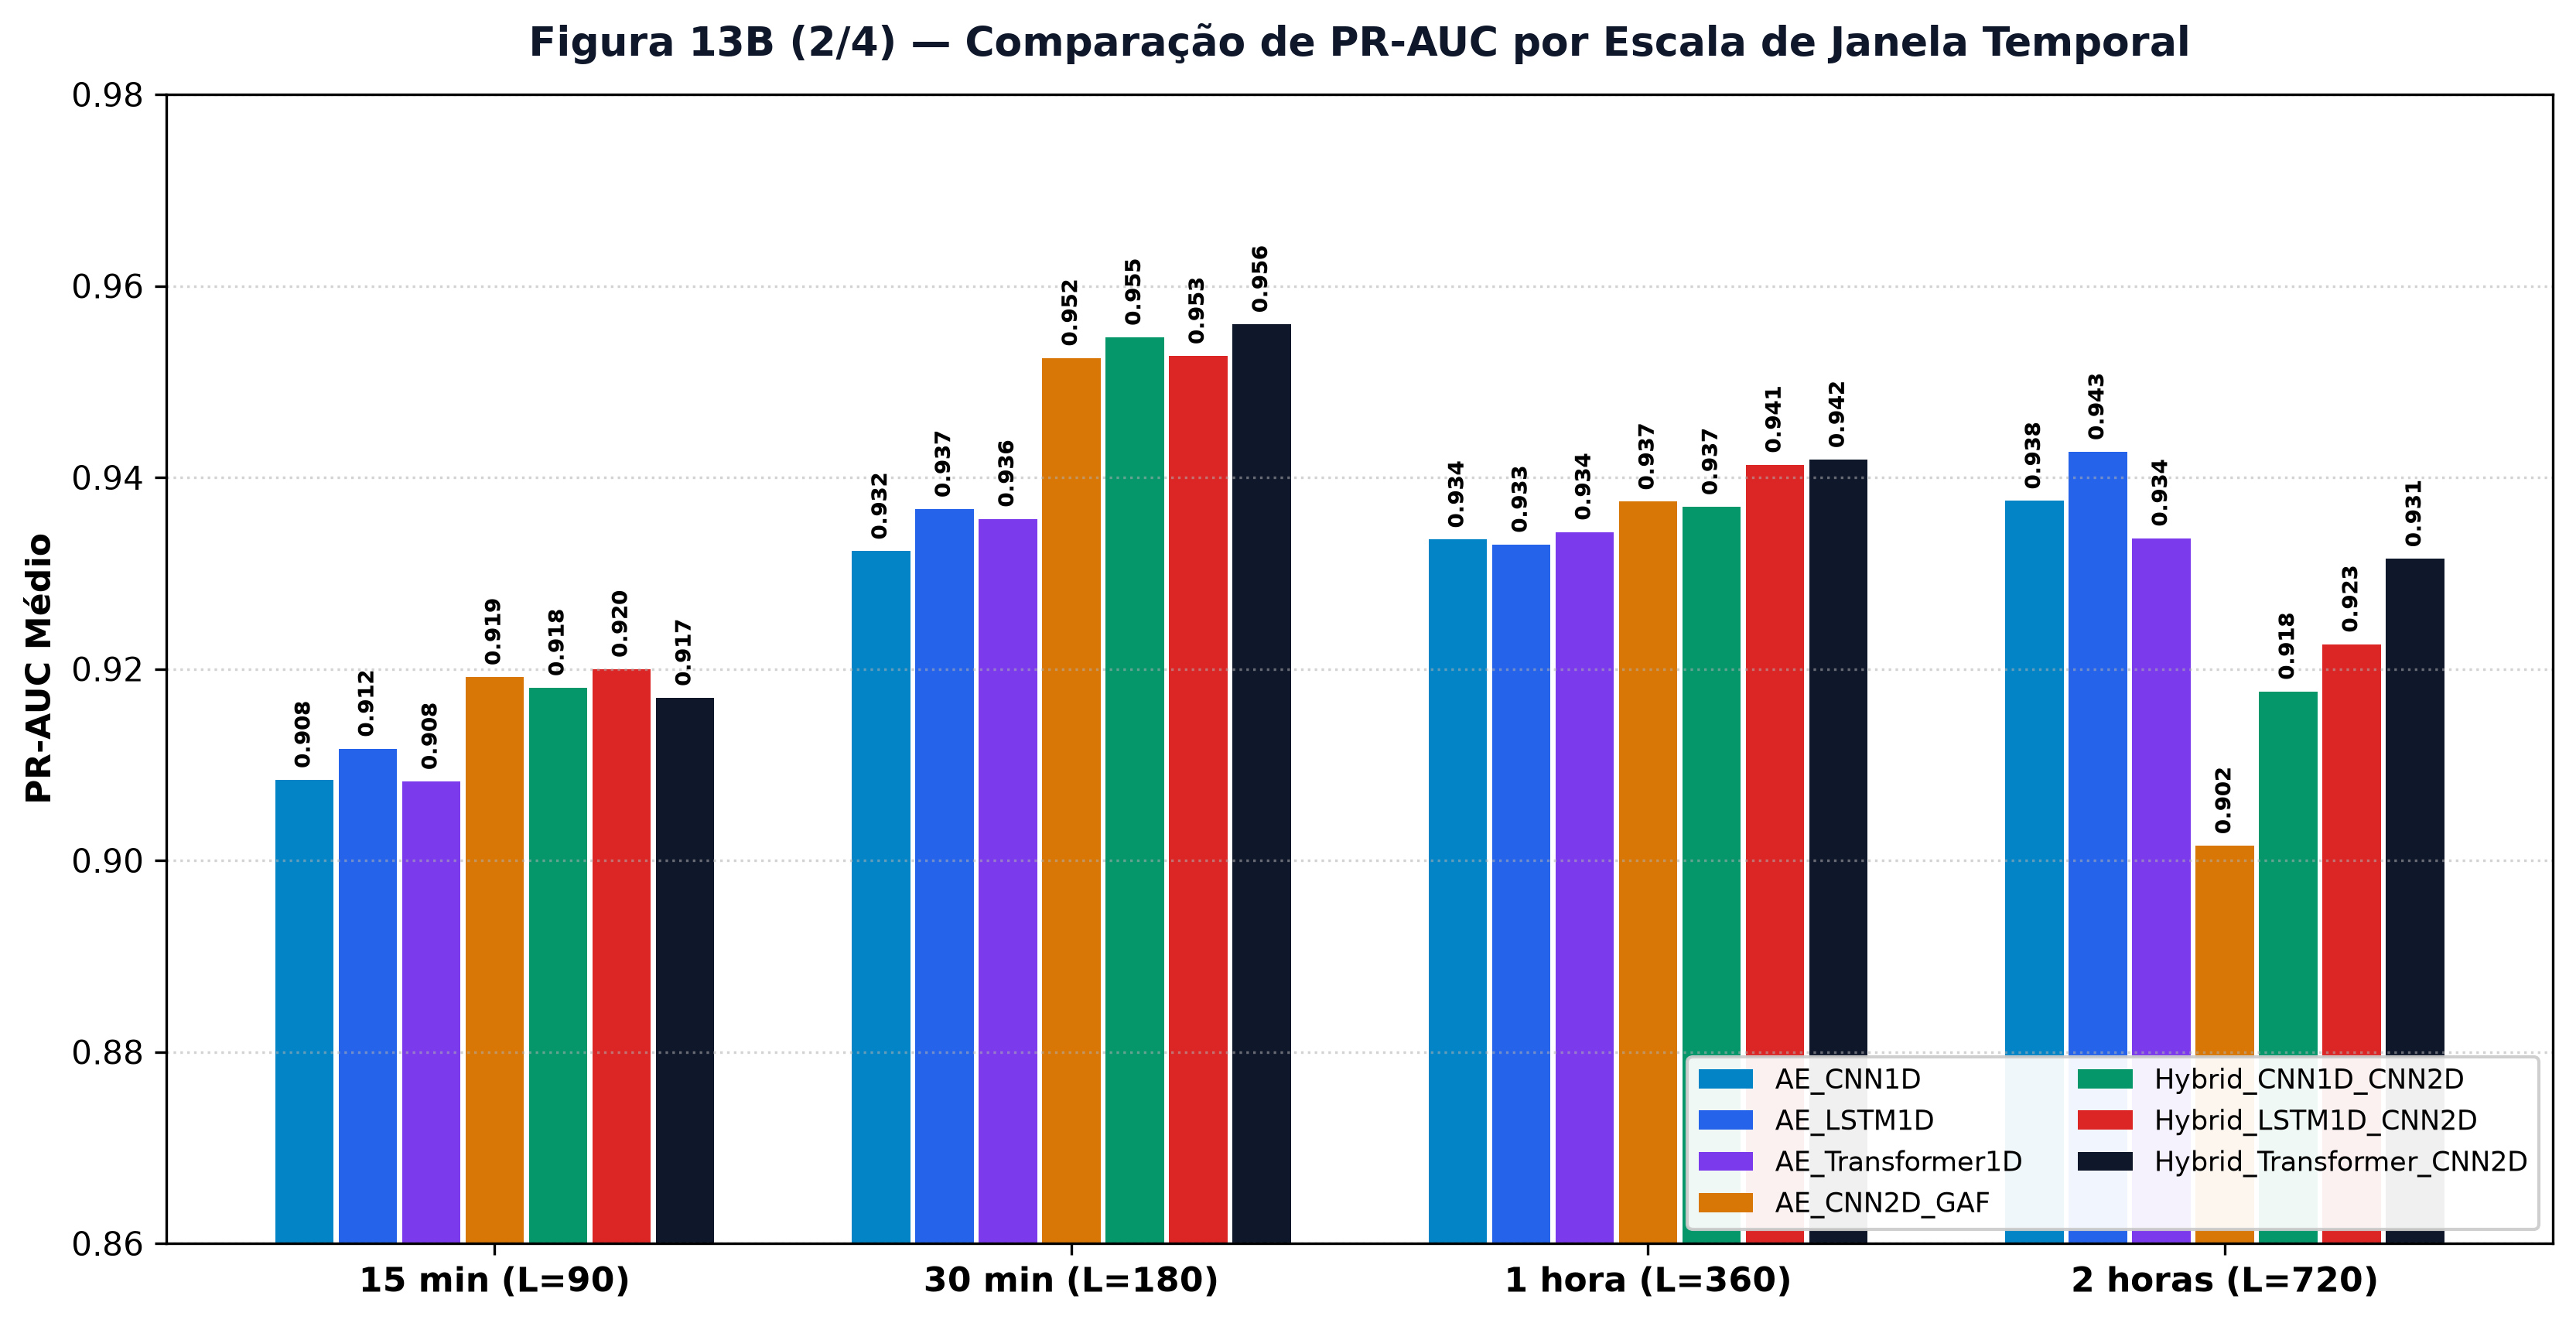 Figura 13B (2/4) — Comparação de PR-AUC por Escala de Janela Temporal
PR-AUC Médio
0.98
0.96
0.94
0.92
0.90
0.88
0.86
0.908
0.912
0.908
0.919
0.918
0.920
0.917
0.932
0.937
0.936
0.952
0.955
0.953
0.956
0.934
0.933
0.934
0.937
0.937
0.941
0.942
0.938
0.943
0.934
0.902
0.918
0.923
0.931
15 min (L=90)
30 min (L=180)
1 hora (L=360)
2 horas (L=720)
AE_CNN1D
AE_LSTM1D
AE_Transformer1D
AE_CNN2D_GAF
Hybrid_CNN1D_CNN2D
Hybrid_LSTM1D_CNN2D
Hybrid_Transformer_CNN2D